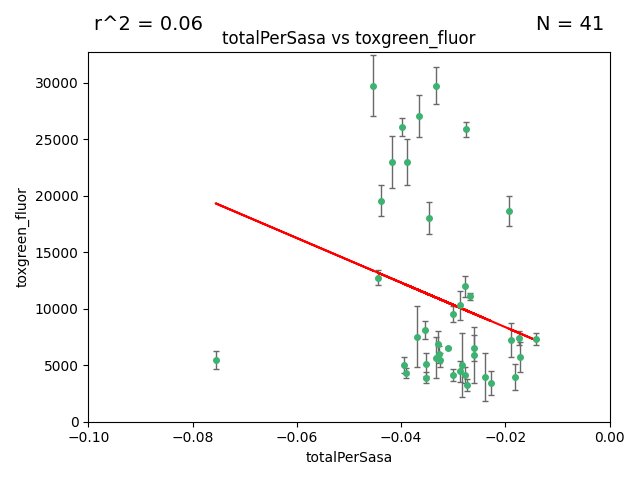 r^2 = 0.06
N = 41
totalPerSasa vs toxgreen_fluor
30000
25000
20000
15000
10000
5000
0
toxgreen_fluor
−0.10
−0.08
−0.06
−0.04
−0.02
0.00
totalPerSasa